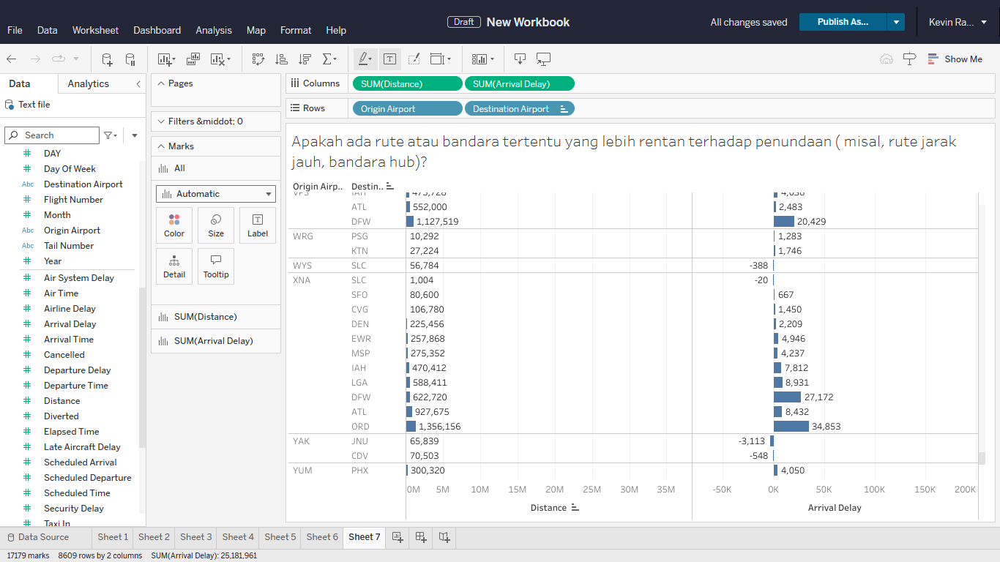 Draft New Workbook
All changes saved Publish As... Kevin Ra...
File Data Worksheet Dashboard Analysis Map Format Help
Show Me
Data Analytics
Text file
Search
DAY
Day Of Week
Abc Destination Airport
Flight Number
Month
Abc Origin Airport
Abc Tail Number
Year
Air System Delay
Air Time
Airline Delay
Arrival Delay
Arrival Time
Cancelled
Departure Delay
Departure Time
Distance
Diverted
Elapsed Time
Late Aircraft Delay
Scheduled Arrival
Scheduled Departure
Scheduled Time
Security Delay
Taxi In
Pages
Filters &middot; 0
Marks
All
Automatic
Color Size Label
Detail Tooltip
SUM(Distance)
SUM(Arrival Delay)
Columns SUM(Distance) SUM(Arrival Delay)
Rows Origin Airport Destination Airport
Apakah ada rute atau bandara tertentu yang lebih rentan terhadap penundaan ( misal, rute jarak
jauh, bandara hub)?
Origin Airp.. Destin..
VPS IAH 475,728 4,036
ATL 552,000 2,483
DFW 1,127,519 20,429
WRG PSG 10,292 1,283
KTN 27,224 1,746
WYS SLC 56,784 -388
XNA SLC 1,004 -20
SFO 80,600 667
CVG 106,780 1,450
DEN 225,456 2,209
EWR 257,868 4,946
MSP 275,352 4,237
IAH 470,412 7,812
LGA 588,411 8,931
DFW 622,720 27,172
ATL 927,675 8,432
ORD 1,356,156 34,853
YAK JNU 65,839 -3,113
CDV 70,503 -548
YUM PHX 300,320 4,050
0M 5M 10M 15M 20M 25M 30M 35M -50K 0K 50K 100K 150K 200K
Distance Arrival Delay
Data Source Sheet 1 Sheet 2 Sheet 3 Sheet 4 Sheet 5 Sheet 6 Sheet 7
17179 marks 8609 rows by 2 columns SUM(Arrival Delay): 25,181,961